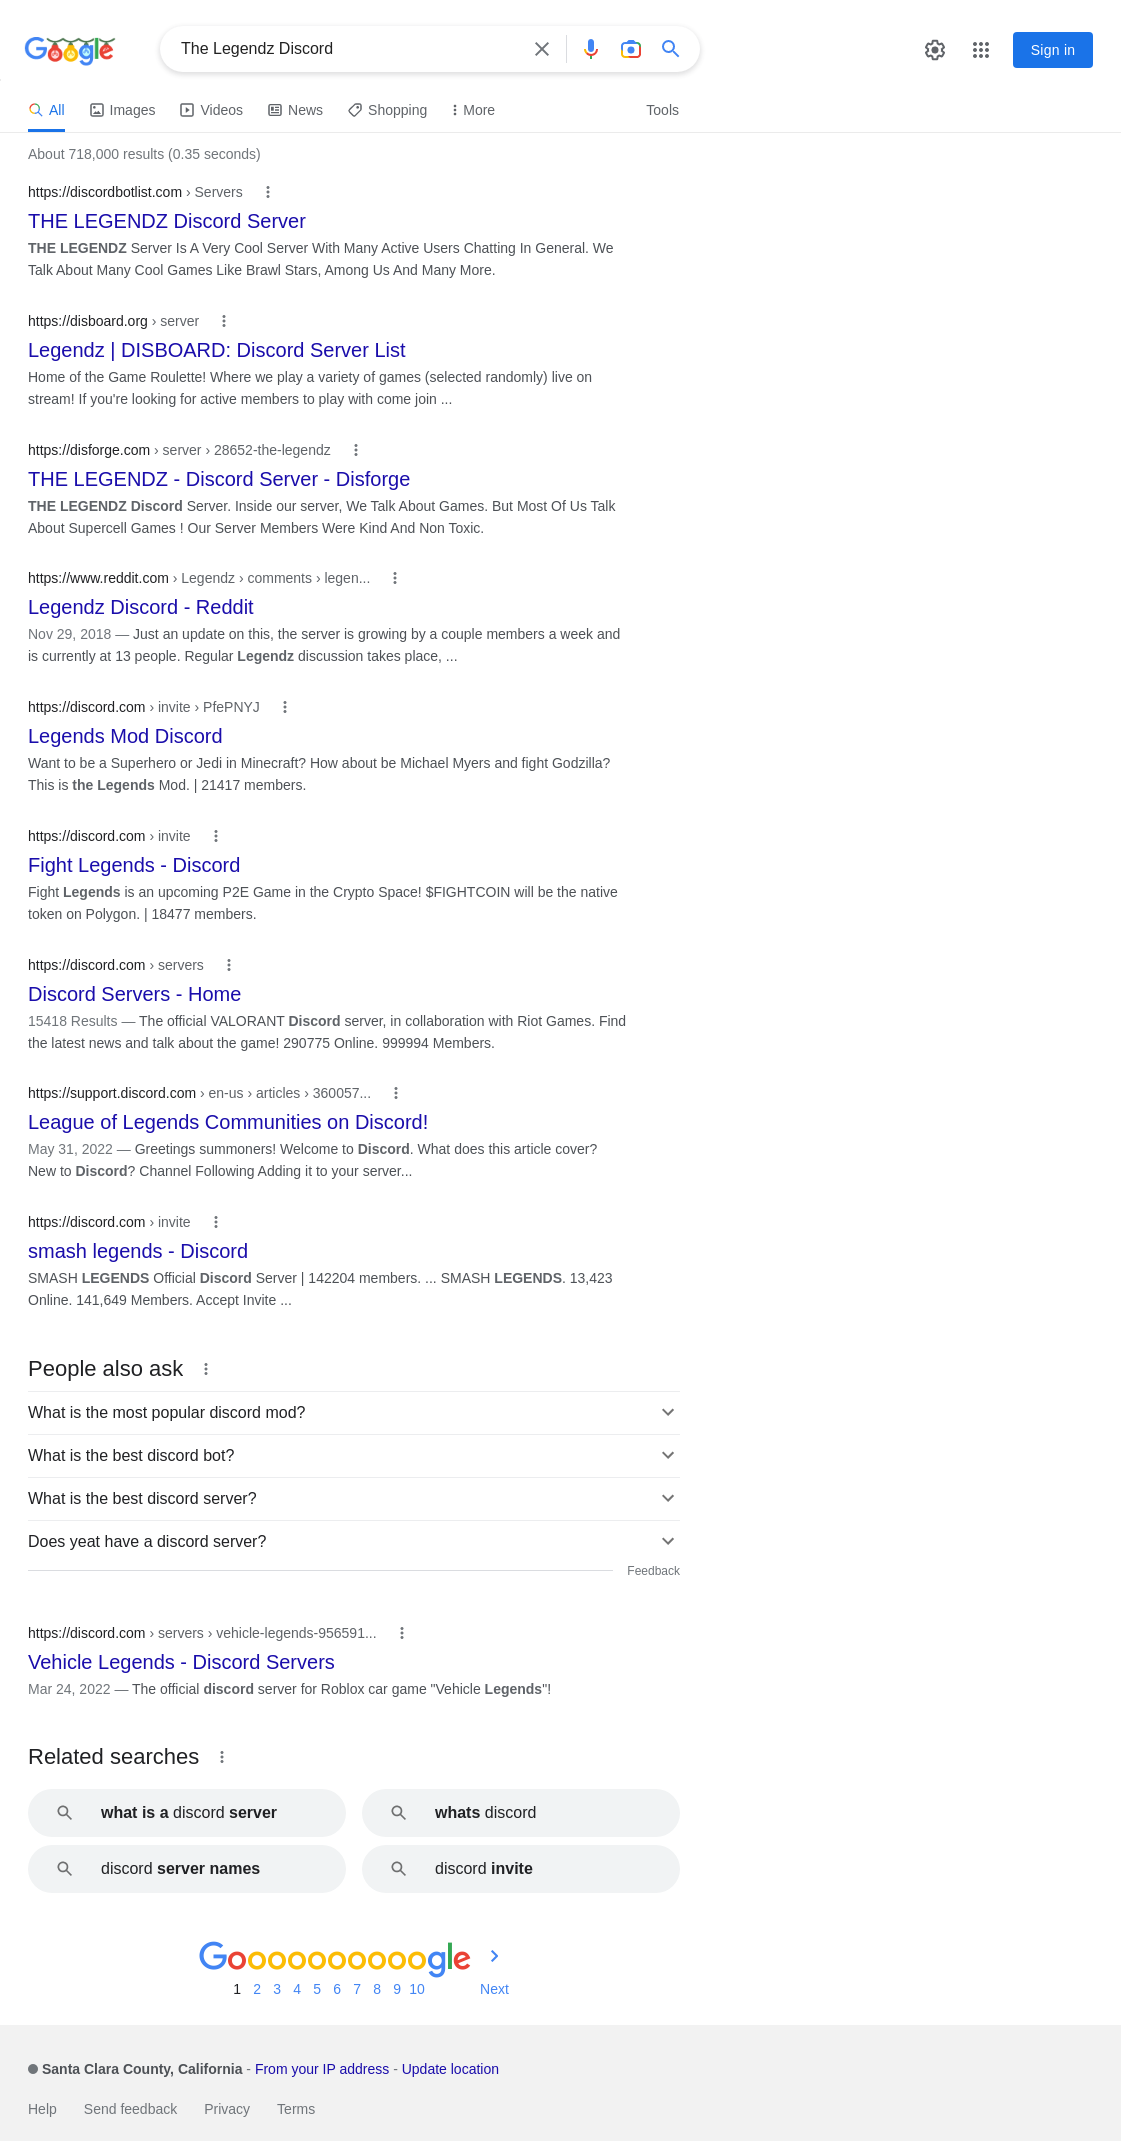 Google
The Legendz Discord
Sign in
All Images Videos News Shopping More Tools
About 718,000 results (0.35 seconds)
https://discordbotlist.com › Servers
THE LEGENDZ Discord Server
THE LEGENDZ Server Is A Very Cool Server With Many Active Users Chatting In General. We
Talk About Many Cool Games Like Brawl Stars, Among Us And Many More.
https://disboard.org › server
Legendz | DISBOARD: Discord Server List
Home of the Game Roulette! Where we play a variety of games (selected randomly) live on
stream! If you're looking for active members to play with come join ...
https://disforge.com › server › 28652-the-legendz
THE LEGENDZ - Discord Server - Disforge
THE LEGENDZ Discord Server. Inside our server, We Talk About Games. But Most Of Us Talk
About Supercell Games ! Our Server Members Were Kind And Non Toxic.
https://www.reddit.com › Legendz › comments › legen...
Legendz Discord - Reddit
Nov 29, 2018 — Just an update on this, the server is growing by a couple members a week and
is currently at 13 people. Regular Legendz discussion takes place, ...
https://discord.com › invite › PfePNYJ
Legends Mod Discord
Want to be a Superhero or Jedi in Minecraft? How about be Michael Myers and fight Godzilla?
This is the Legends Mod. | 21417 members.
https://discord.com › invite
Fight Legends - Discord
Fight Legends is an upcoming P2E Game in the Crypto Space! $FIGHTCOIN will be the native
token on Polygon. | 18477 members.
https://discord.com › servers
Discord Servers - Home
15418 Results — The official VALORANT Discord server, in collaboration with Riot Games. Find
the latest news and talk about the game! 290775 Online. 999994 Members.
https://support.discord.com › en-us › articles › 360057...
League of Legends Communities on Discord!
May 31, 2022 — Greetings summoners! Welcome to Discord. What does this article cover?
New to Discord? Channel Following Adding it to your server...
https://discord.com › invite
smash legends - Discord
SMASH LEGENDS Official Discord Server | 142204 members. ... SMASH LEGENDS. 13,423
Online. 141,649 Members. Accept Invite ...
People also ask
What is the most popular discord mod?
What is the best discord bot?
What is the best discord server?
Does yeat have a discord server?
Feedback
https://discord.com › servers › vehicle-legends-956591...
Vehicle Legends - Discord Servers
Mar 24, 2022 — The official discord server for Roblox car game "Vehicle Legends"!
Related searches
what is a discord server
whats discord
discord server names
discord invite
Goooooooooogle
1 2 3 4 5 6 7 8 9 10 Next
Santa Clara County, California - From your IP address - Update location
Help Send feedback Privacy Terms